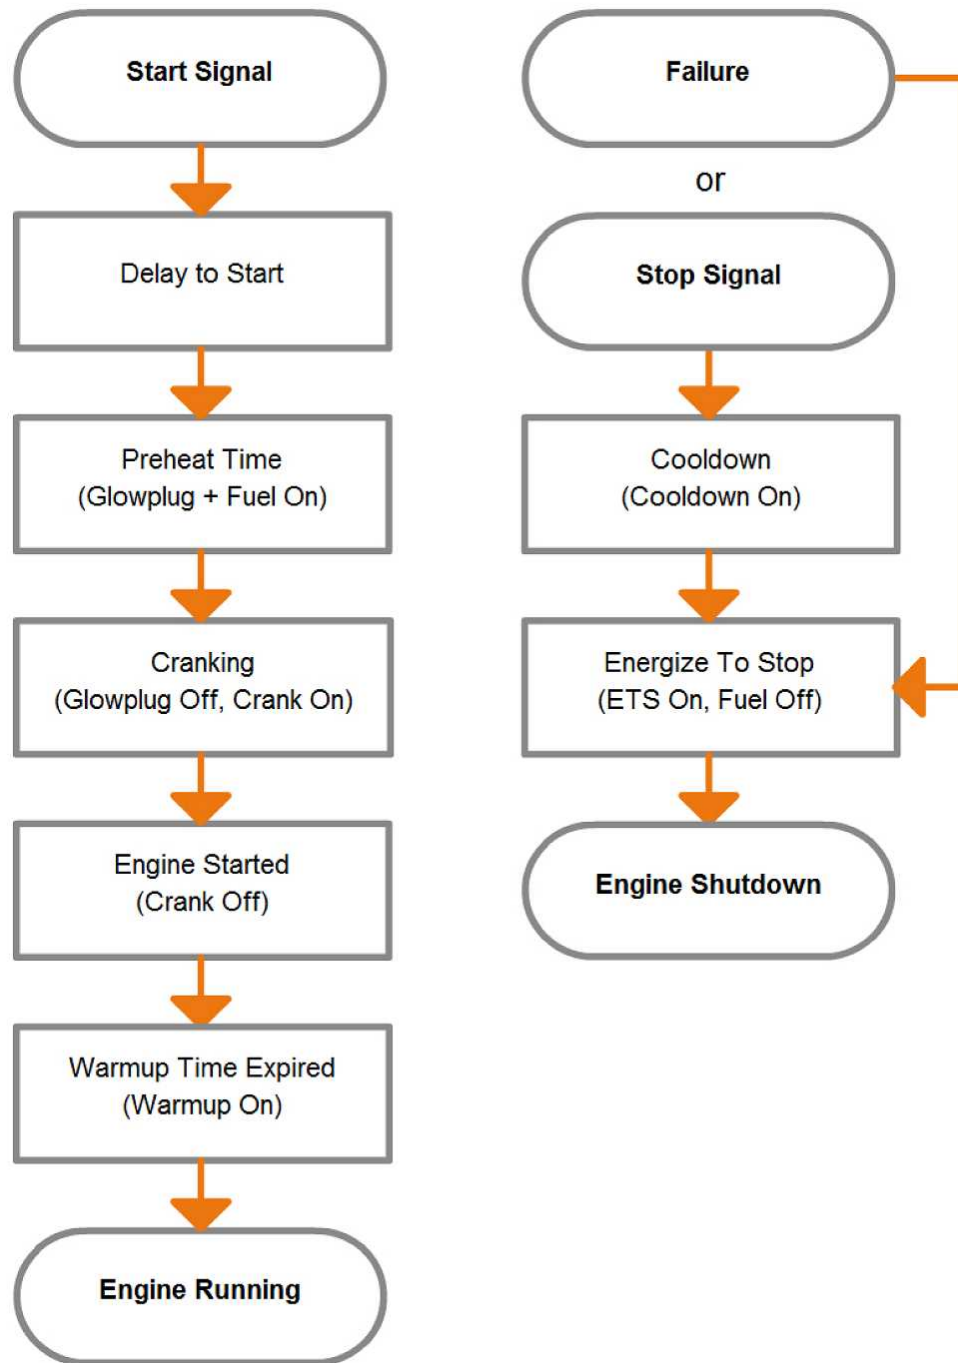 Start Signal
Delay to Start
Preheat Time
(Glowplug + Fuel On)
Cranking
(Glowplug Off, Crank On)
Engine Started
(Crank Off)
Warmup Time Expired
(Warmup On)
Engine Running
Failure
or
Stop Signal
Cooldown
(Cooldown On)
Energize To Stop
(ETS On, Fuel Off)
Engine Shutdown